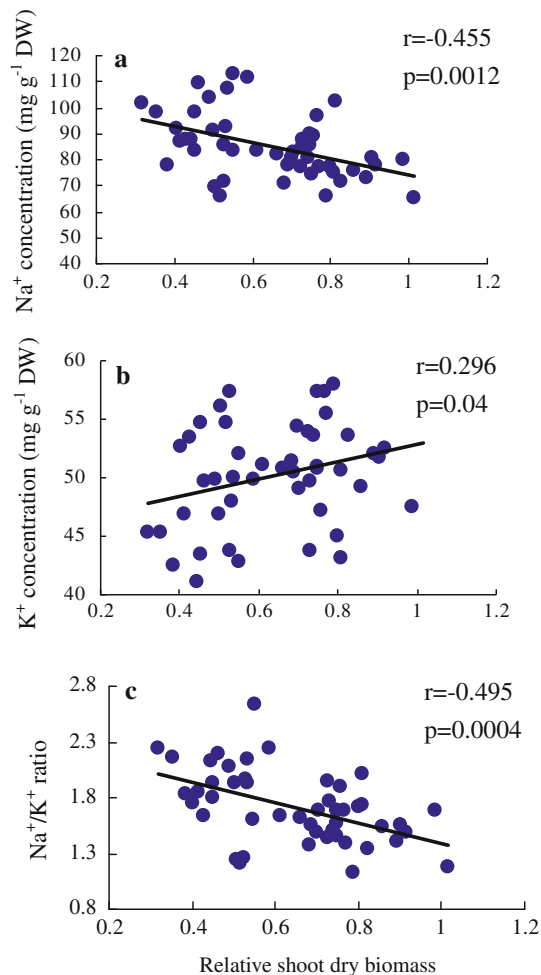 a
r=-0.455
p=0.0012
Na⁺ concentration (mg g⁻¹ DW)
120
110
100
90
80
70
60
50
40
0.2 0.4 0.6 0.8 1 1.2
b
r=0.296
p=0.04
K⁺ concentration (mg g⁻¹ DW)
60
55
50
45
40
0.2 0.4 0.6 0.8 1 1.2
c
r=-0.495
p=0.0004
Na⁺/K⁺ ratio
2.8
2.3
1.8
1.3
0.8
0.2 0.4 0.6 0.8 1 1.2
Relative shoot dry biomass